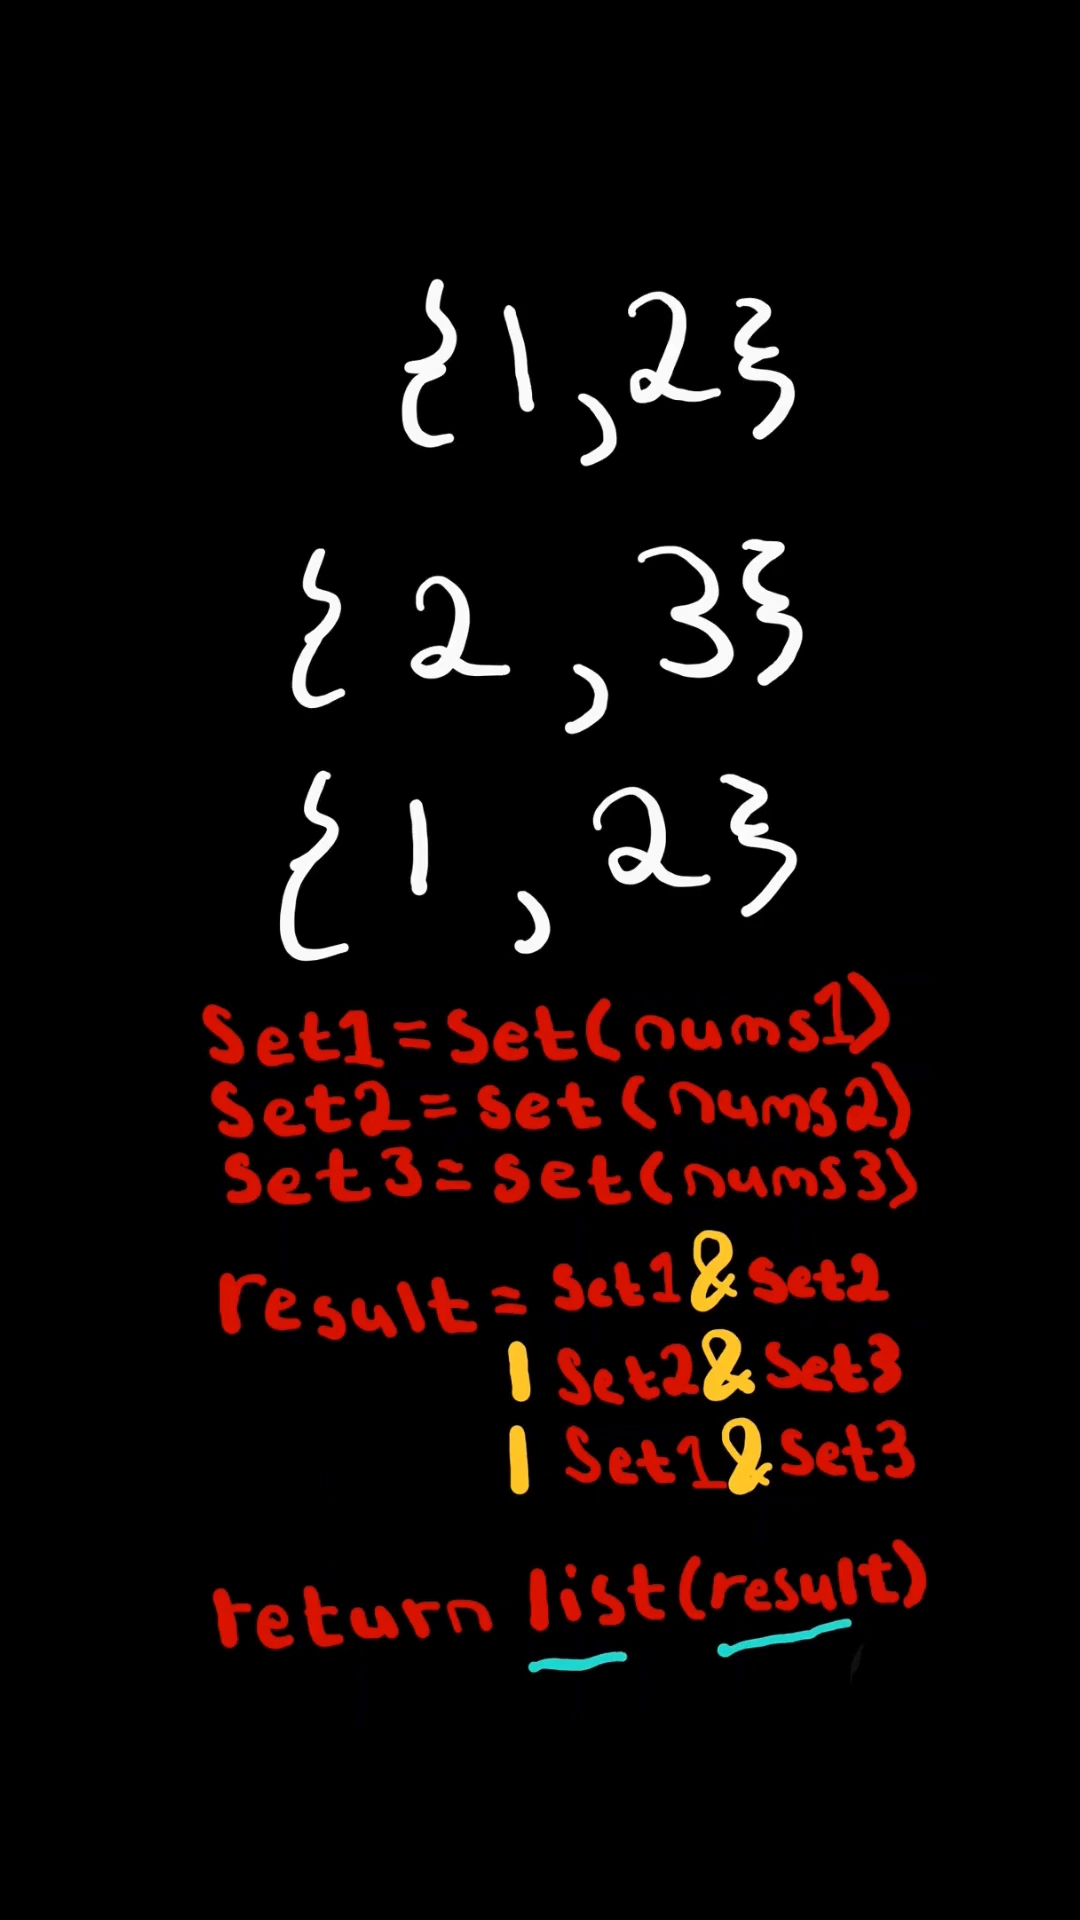 {1,2}
{2,3}
{1,2}
Set1=Set(nums1)
Set2=set(nums2)
Set3=set(nums3)
result=Set1&Set2
|Set2&Set3
|Set1&Set3
return list(result)